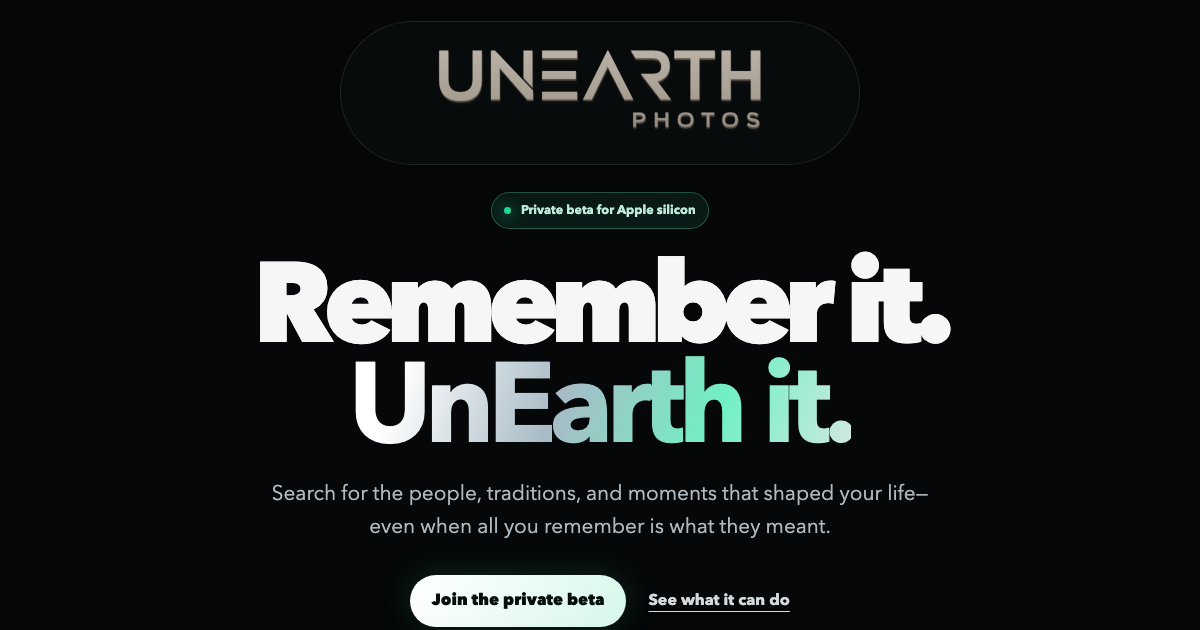 UNEARTH
PHOTOS
Private beta for Apple silicon
Remember it.
UnEarth it.
Search for the people, traditions, and moments that shaped your life—
even when all you remember is what they meant.
Join the private beta
See what it can do